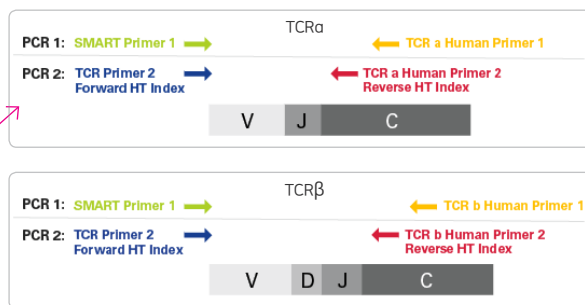 TCRα
PCR 1: SMART Primer 1 TCR a Human Primer 1
PCR 2: TCR Primer 2 TCR a Human Primer 2
Forward HT Index Reverse HT Index
V J C
TCRβ
PCR 1: SMART Primer 1 TCR b Human Primer 1
PCR 2: TCR Primer 2 TCR b Human Primer 2
Forward HT Index Reverse HT Index
V D J C